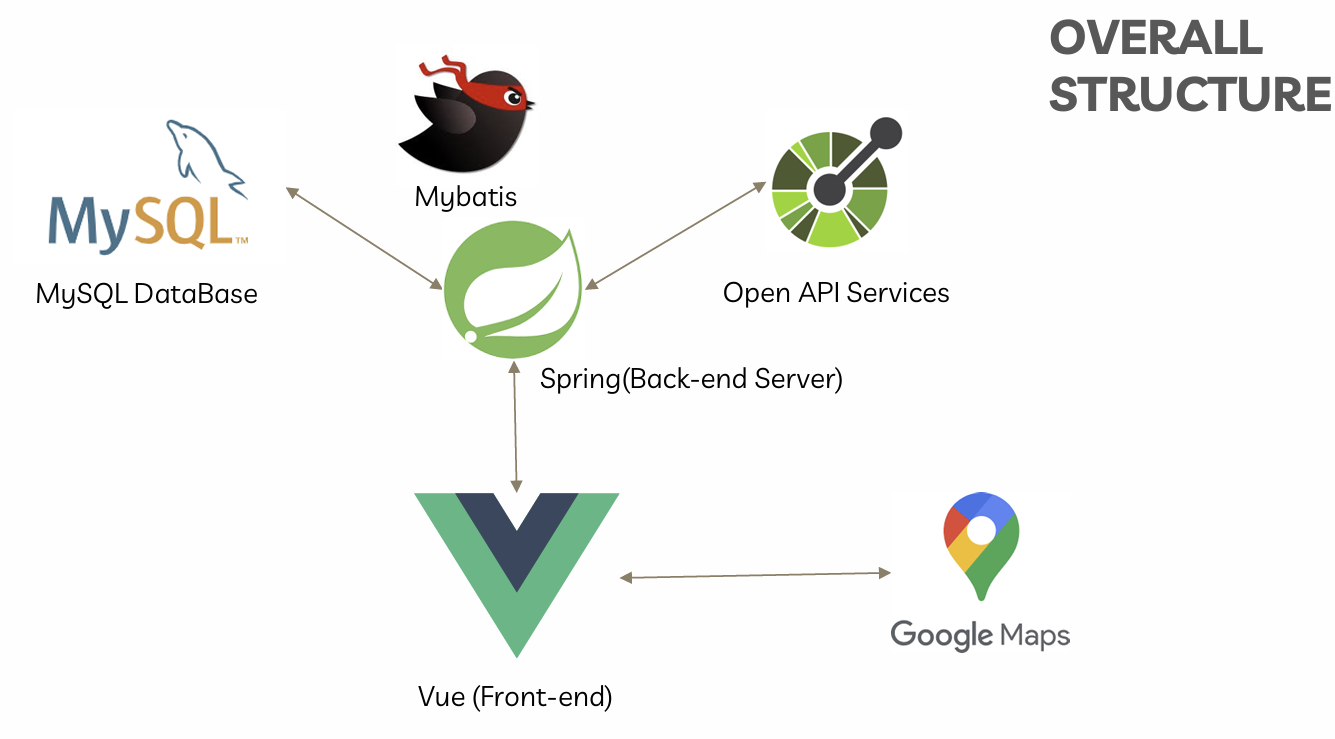 OVERALL
STRUCTURE
Mybatis
MySQL™
MySQL DataBase
Open API Services
Spring(Back-end Server)
Google Maps
Vue (Front-end)